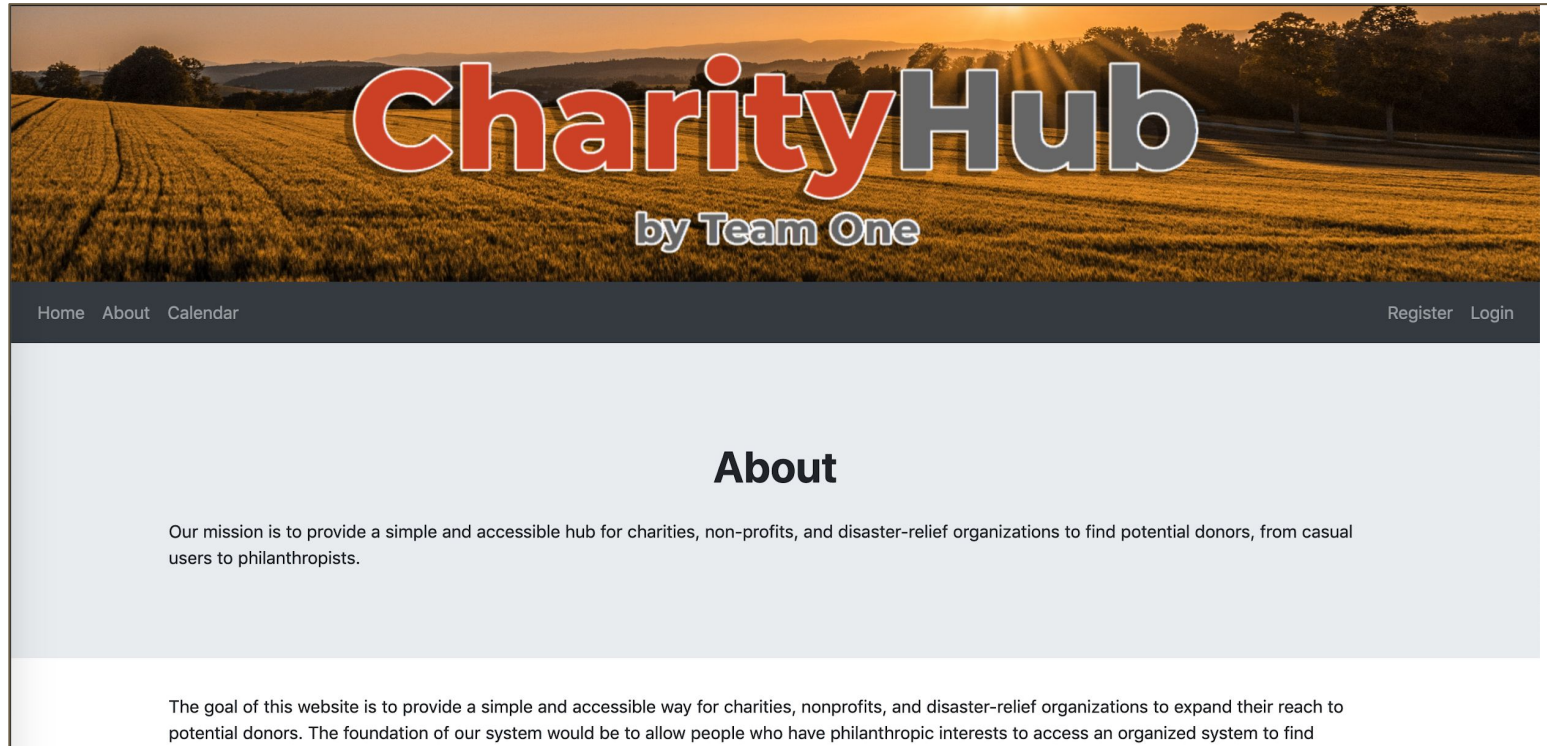 CharityHub
by Team One
Home About Calendar Register Login
About
Our mission is to provide a simple and accessible hub for charities, non-profits, and disaster-relief organizations to find potential donors, from casual
users to philanthropists.
The goal of this website is to provide a simple and accessible way for charities, nonprofits, and disaster-relief organizations to expand their reach to
potential donors. The foundation of our system would be to allow people who have philanthropic interests to access an organized system to find